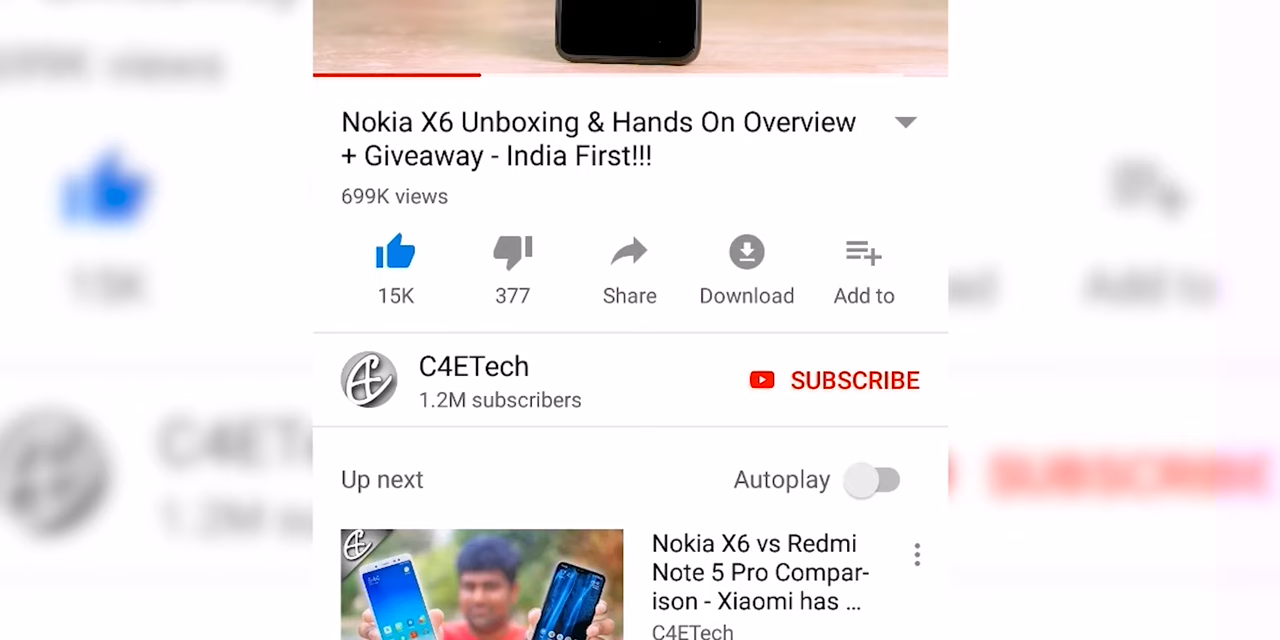 Nokia X6 Unboxing & Hands On Overview
+ Giveaway - India First!!!
699K views
15K
377
Share
Download
Add to
C4ETech
1.2M subscribers
SUBSCRIBE
Up next
Autoplay
Nokia X6 vs Redmi
Note 5 Pro Compar-
ison - Xiaomi has ...
C4ETech